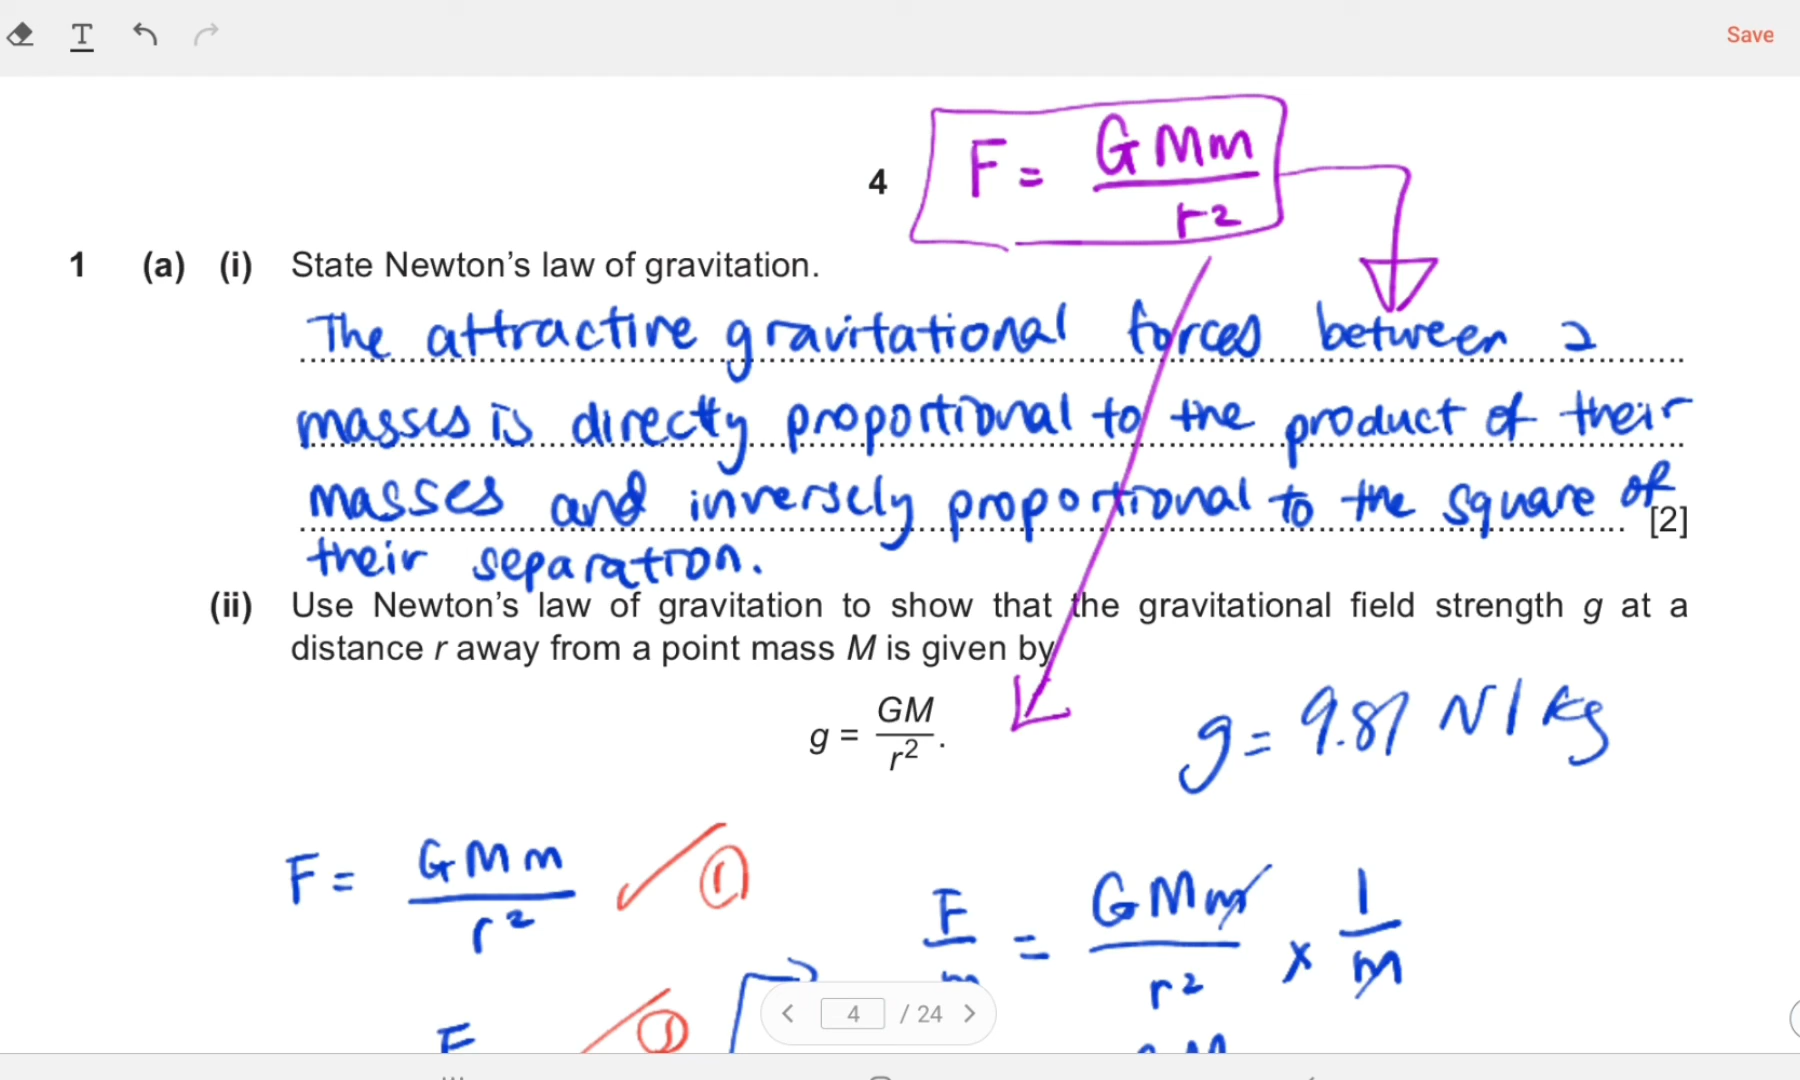 T
Save
4
F = GMm / r²
1 (a) (i) State Newton's law of gravitation.
The attractive gravitational forces between 2
masses is directly proportional to the product of their
masses and inversely proportional to the square of
[2]
their separation.
(ii) Use Newton's law of gravitation to show that the gravitational field strength g at a
distance r away from a point mass M is given by
g = GM / r² .
g = 9.81 N/kg
F = GMm / r² ✓ ①
F / m = GMm / r² × 1 / m
F ①
4 / 24